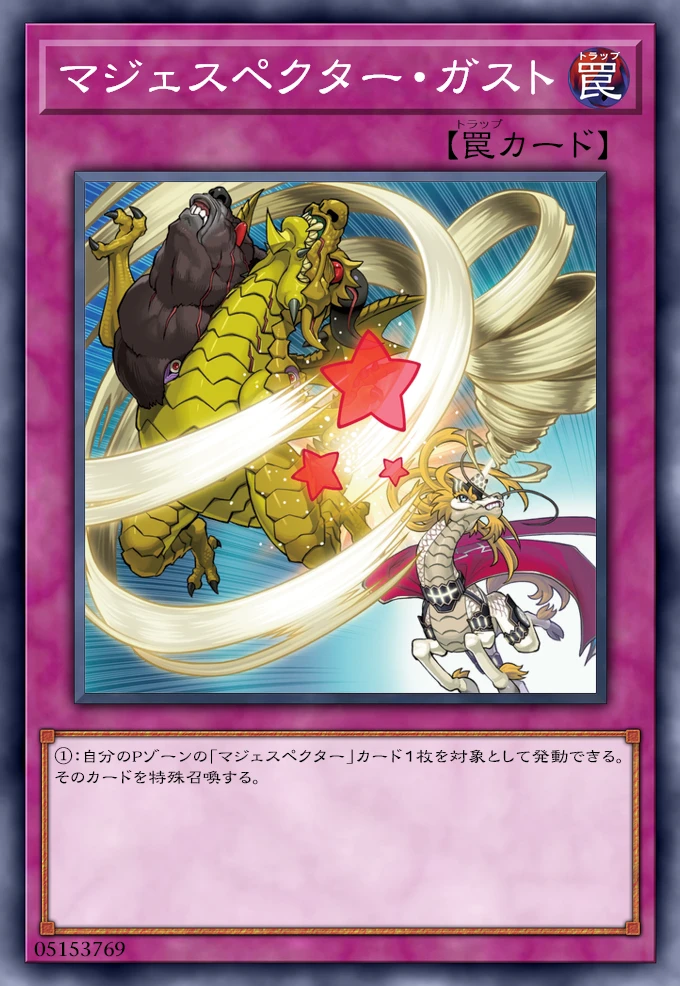 マジェスペクター・ガスト
トラップ
罠
トラップ
【罠カード】
①:自分のPゾーンの「マジェスペクター」カード1枚を対象として発動できる。
そのカードを特殊召喚する。
05153769